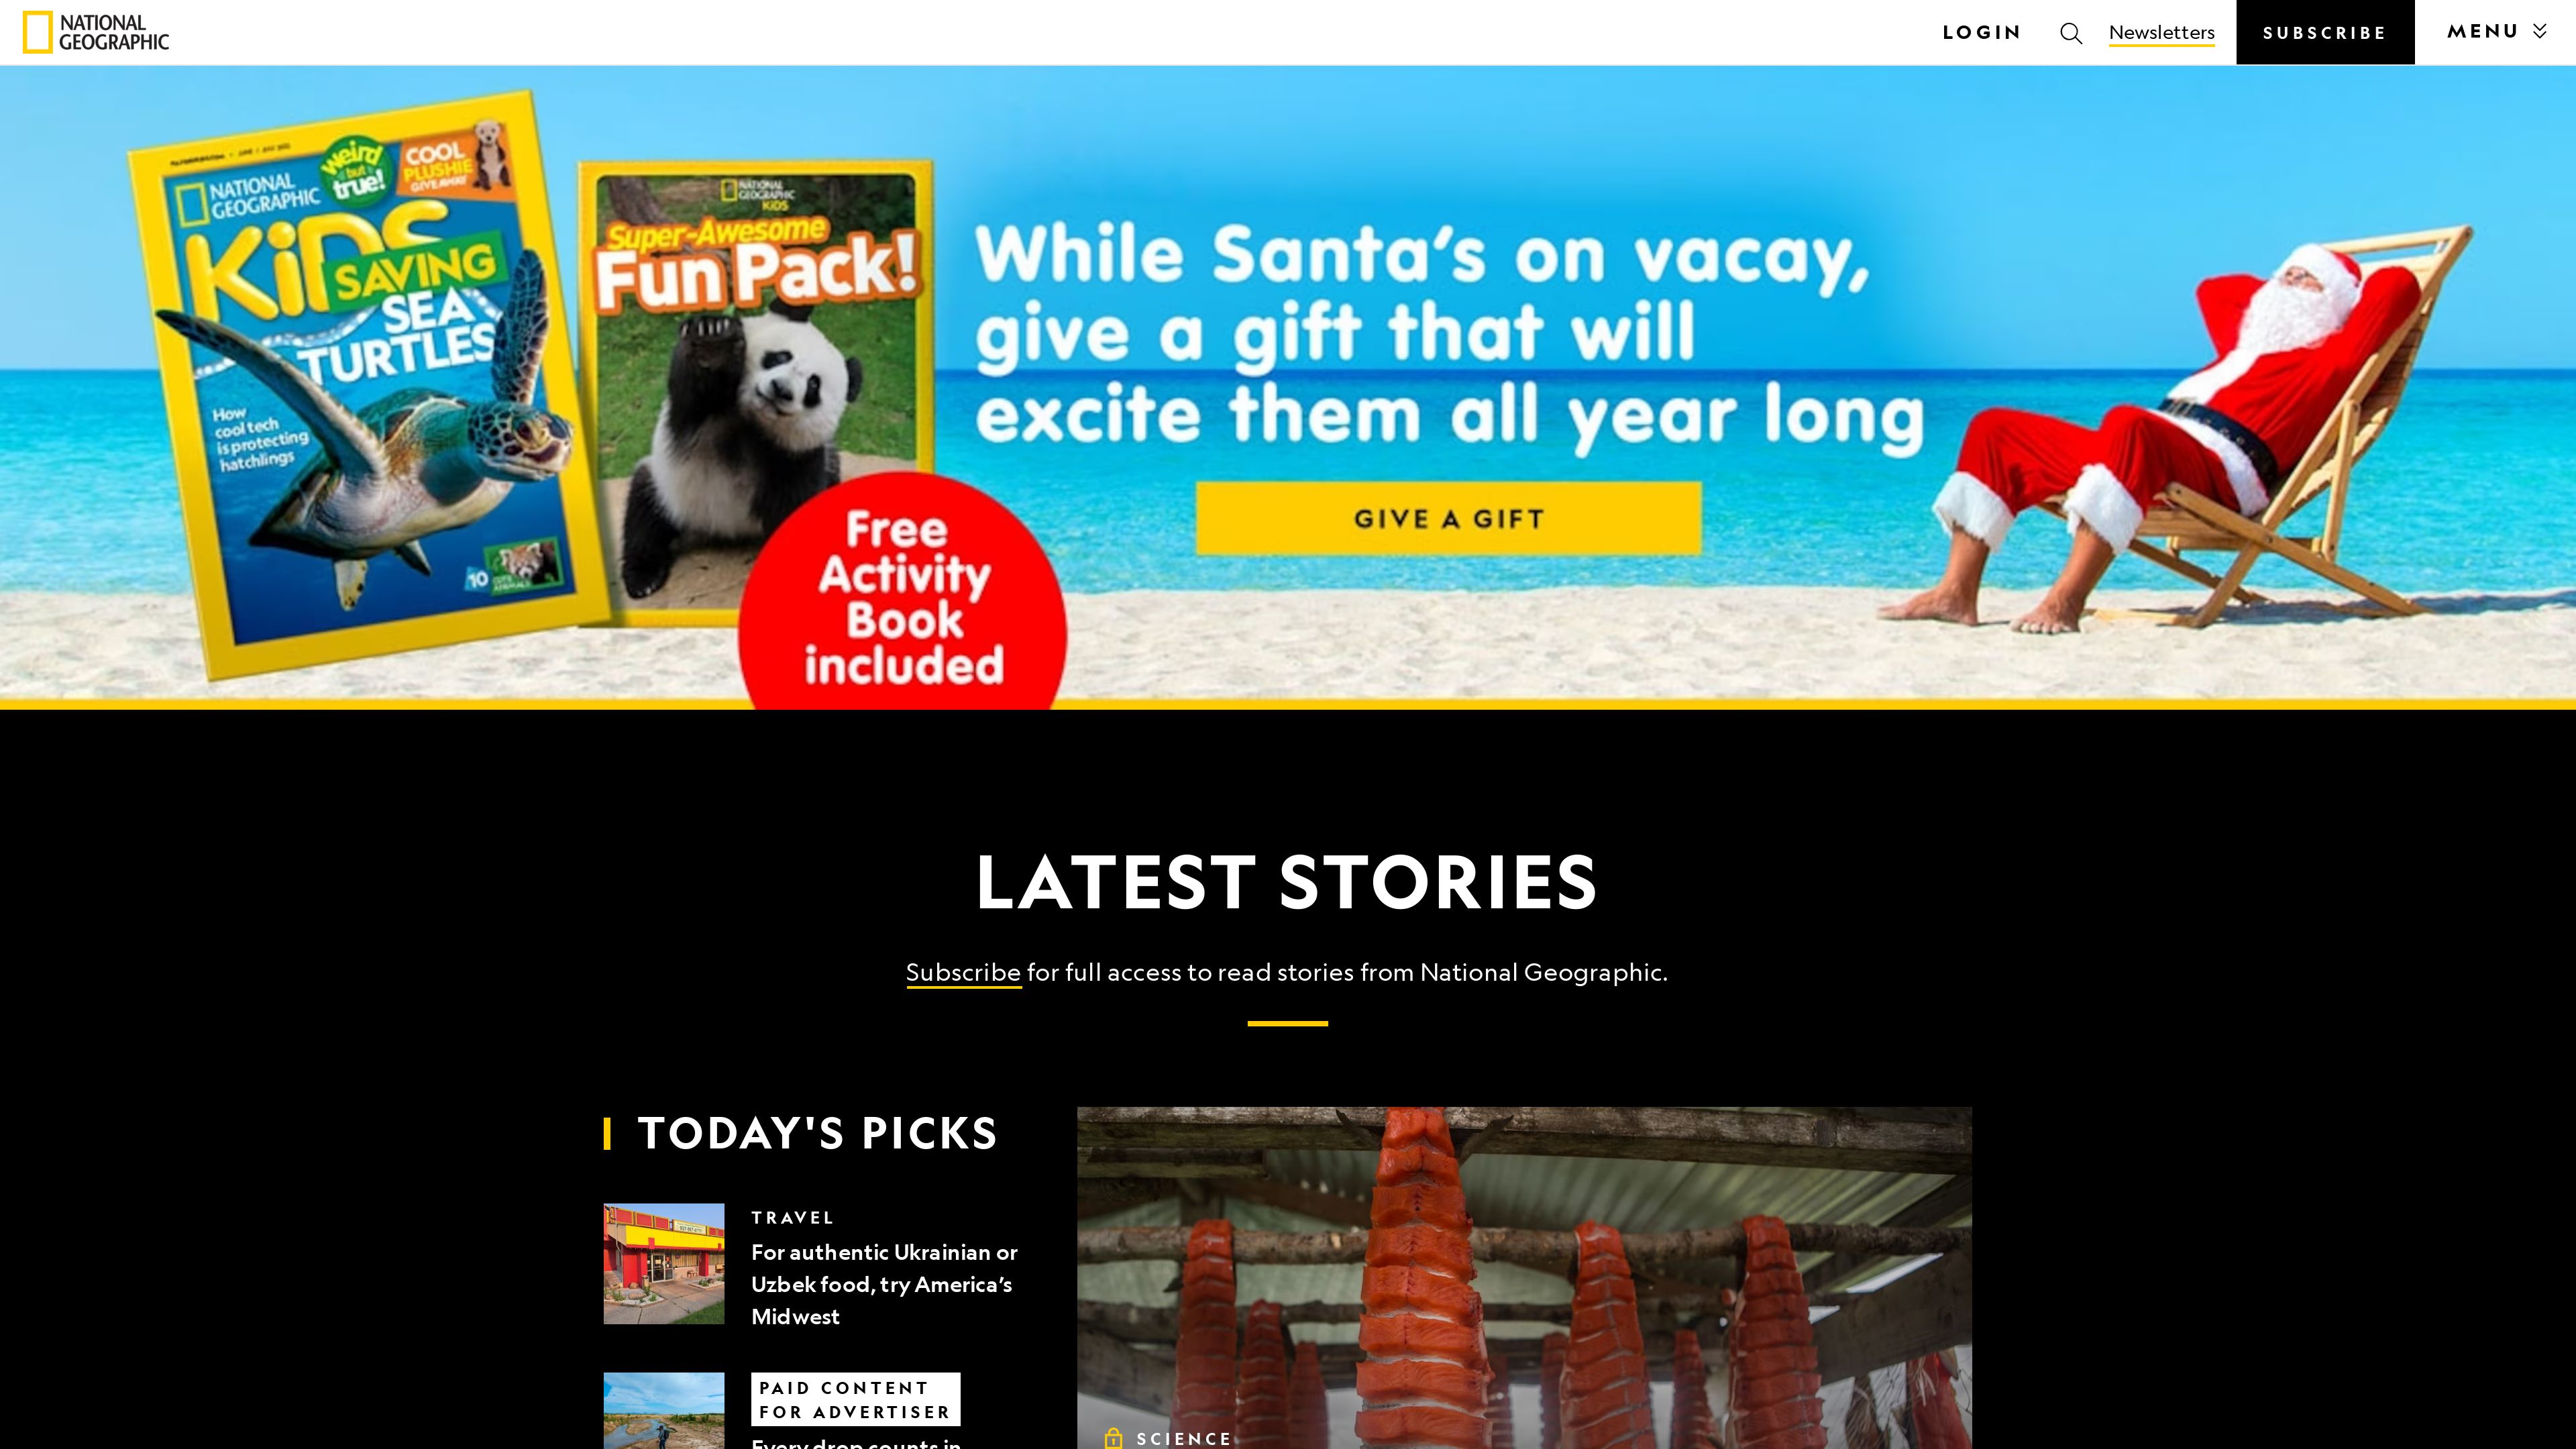 NATIONAL
GEOGRAPHIC
LOGIN
Newsletters
SUBSCRIBE
MENU
weird
but
true!
COOL
PLUSHIE
GIVEAWAY
NATIONAL
GEOGRAPHIC
KiDS
SAVING
SEA
TURTLES
How
cool tech
is protecting
hatchlings
10
NATIONAL
GEOGRAPHIC
KiDS
Super-Awesome
Fun Pack!
Free
Activity
Book
included
While Santa's on vacay,
give a gift that will
excite them all year long
GIVE A GIFT
LATEST STORIES
Subscribe for full access to read stories from National Geographic.
TODAY'S PICKS
TRAVEL
For authentic Ukrainian or
Uzbek food, try America's
Midwest
PAID CONTENT
FOR ADVERTISER
Every drop counts in
SCIENCE